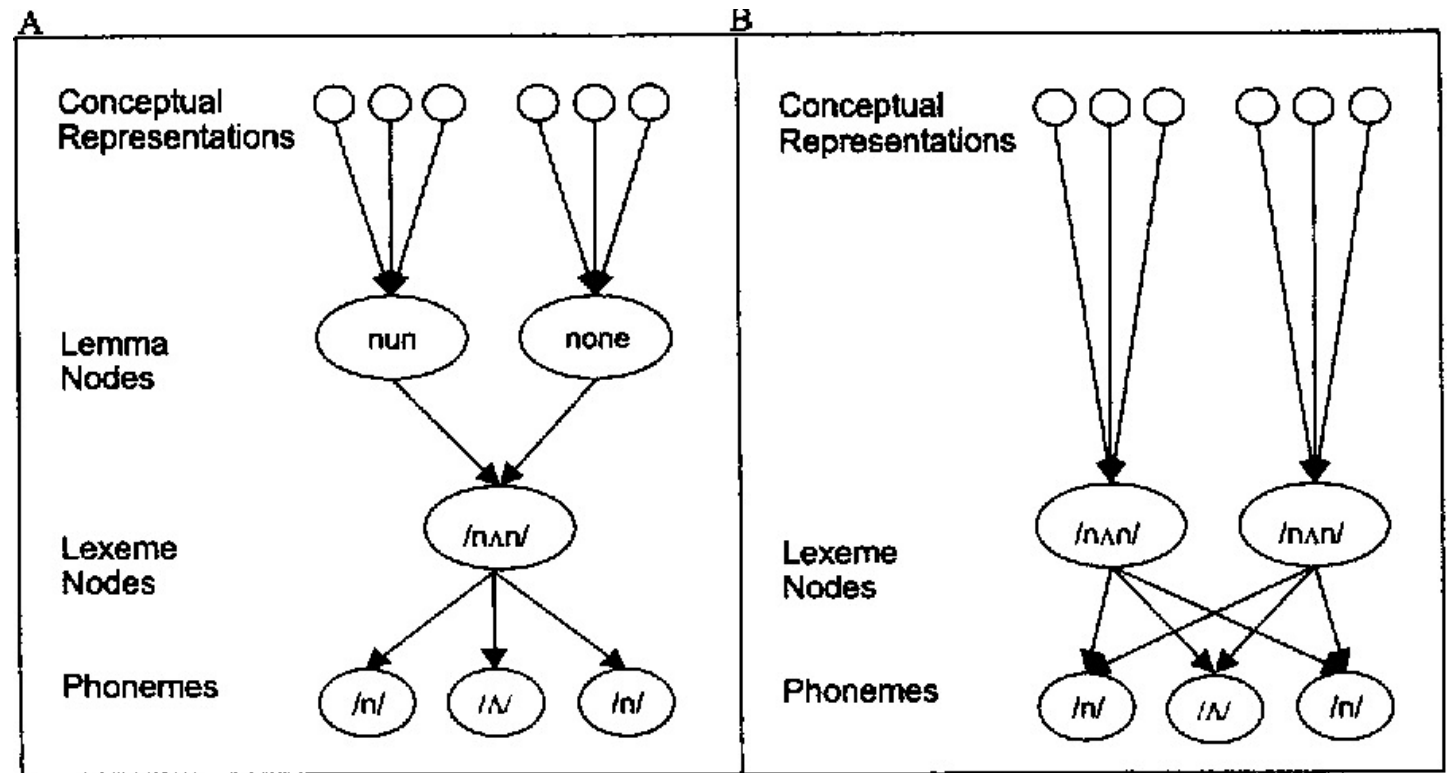 A
Conceptual
Representations
Lemma
Nodes
nun
none
Lexeme
Nodes
/nʌn/
Phonemes
/n/
/ʌ/
/n/
B
Conceptual
Representations
Lexeme
Nodes
/nʌn/
/nʌn/
Phonemes
/n/
/ʌ/
/n/